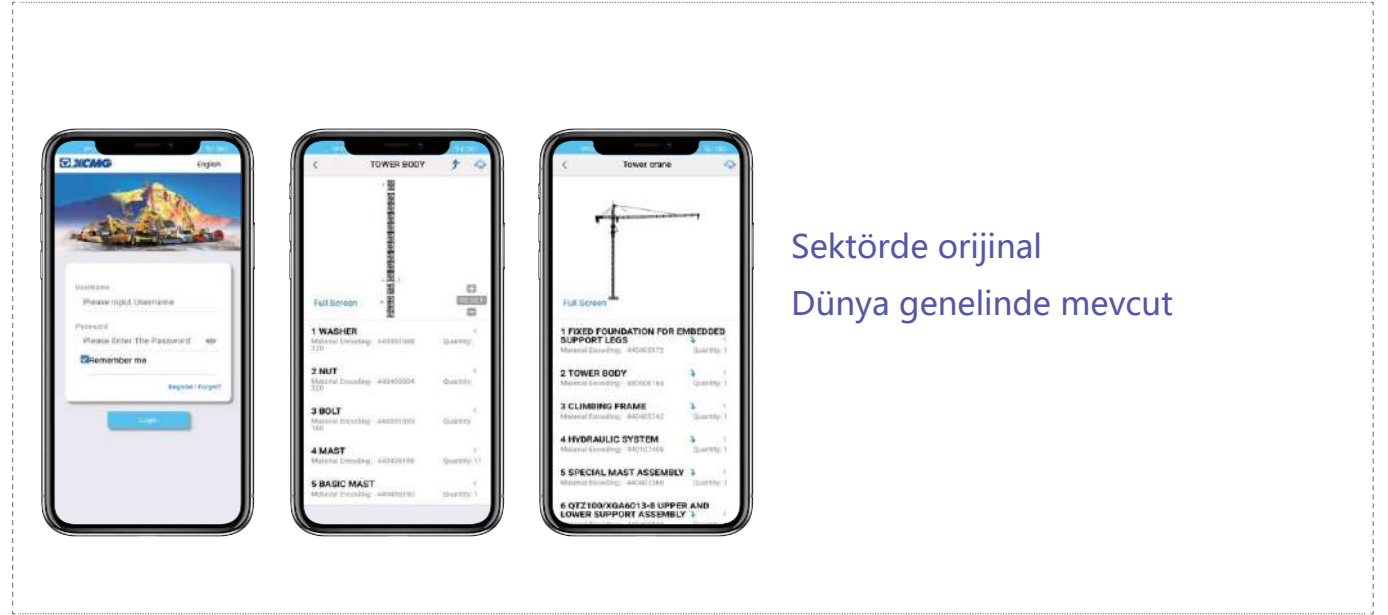 XCMG
English
Username
Please Input Username
Password
Please Enter The Password
Remember me
TOWER BODY
Full Screen
1 WASHER
Material Encoding:
Quantity:
2 NUT
Material Encoding:
Quantity:
3 BOLT
Material Encoding:
Quantity:
4 MAST
Material Encoding:
Quantity: 11
5 BASIC MAST
Material Encoding:
Quantity: 1
Tower crane
Full Screen
1 FIXED FOUNDATION FOR EMBEDDED
SUPPORT LEGS
Material Encoding:
Quantity: 1
2 TOWER BODY
Material Encoding:
Quantity: 1
3 CLIMBING FRAME
Material Encoding:
Quantity: 1
4 HYDRAULIC SYSTEM
Material Encoding:
Quantity: 1
5 SPECIAL MAST ASSEMBLY
Material Encoding:
Quantity: 1
6 QTZ100/XGA6013-8 UPPER AND
LOWER SUPPORT ASSEMBLY
Sektörde orijinal
Dünya genelinde mevcut